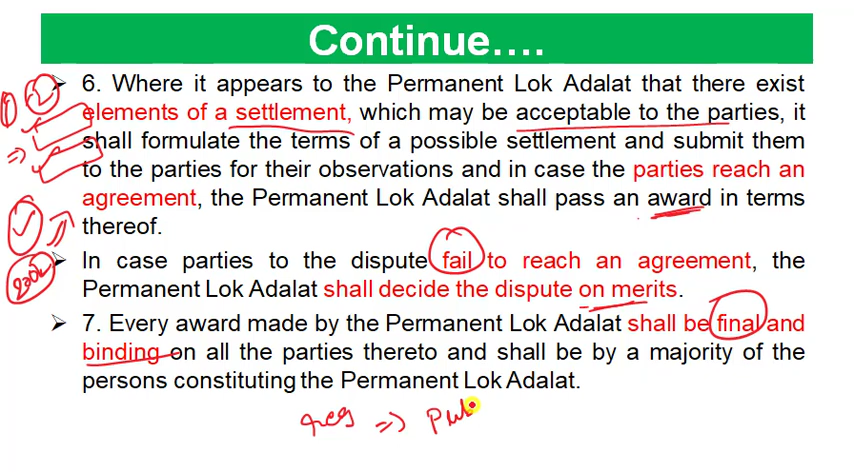 Continue....
6. Where it appears to the Permanent Lok Adalat that there exist
elements of a settlement, which may be acceptable to the parties, it
shall formulate the terms of a possible settlement and submit them
to the parties for their observations and in case the parties reach an
agreement, the Permanent Lok Adalat shall pass an award in terms
thereof.
In case parties to the dispute fail to reach an agreement, the
Permanent Lok Adalat shall decide the dispute on merits.
7. Every award made by the Permanent Lok Adalat shall be final and
binding on all the parties thereto and shall be by a majority of the
persons constituting the Permanent Lok Adalat.